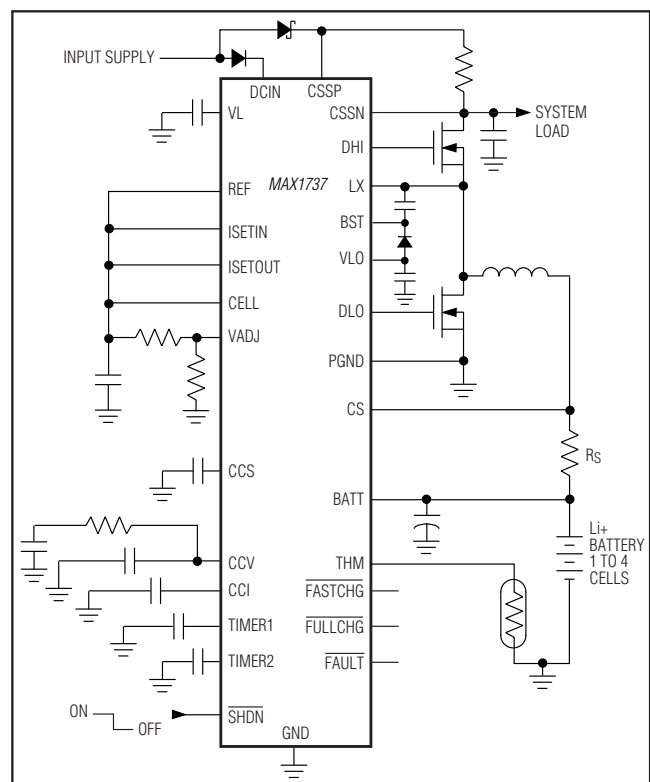 INPUT SUPPLY
DCIN
CSSP
VL
CSSN
SYSTEM
LOAD
DHI
MAX1737
REF
LX
BST
ISETIN
VLO
ISETOUT
CELL
DLO
VADJ
PGND
CS
RS
CCS
BATT
Li+
BATTERY
1 TO 4
CELLS
CCV
THM
CCI
FASTCHG
TIMER1
FULLCHG
TIMER2
FAULT
ON
OFF
SHDN
GND